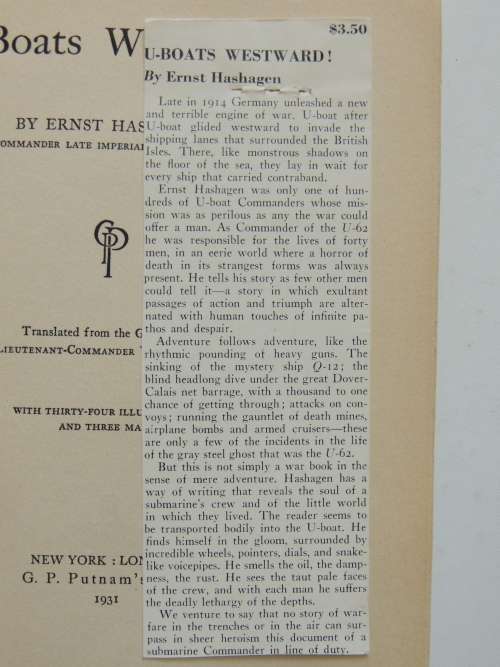 Boats W
BY ERNST HAS
OMMANDER LATE IMPERIA
GPP
Translated from the G
LIEUTENANT-COMMANDER
WITH THIRTY-FOUR ILLU
AND THREE MA
NEW YORK : LON
G. P. Putnam's
1931
$3.50
U-BOATS WESTWARD!
By Ernst Hashagen
Late in 1914 Germany unleashed a new
and terrible engine of war. U-boat after
U-boat glided westward to invade the
shipping lanes that surrounded the British
Isles. There, like monstrous shadows on
the floor of the sea, they lay in wait for
every ship that carried contraband.
Ernst Hashagen was only one of hun-
dreds of U-boat Commanders whose mis-
sion was as perilous as any the war could
offer a man. As Commander of the U-62
he was responsible for the lives of forty
men, in an eerie world where a horror of
death in its strangest forms was always
present. He tells his story as few other men
could tell it—a story in which exultant
passages of action and triumph are alter-
nated with human touches of infinite pa-
thos and despair.
Adventure follows adventure, like the
rhythmic pounding of heavy guns. The
sinking of the mystery ship Q-12; the
blind headlong dive under the great Dover-
Calais net barrage, with a thousand to one
chance of getting through; attacks on con-
voys; running the gauntlet of death mines,
airplane bombs and armed cruisers—these
are only a few of the incidents in the life
of the gray steel ghost that was the U-62.
But this is not simply a war book in the
sense of mere adventure. Hashagen has a
way of writing that reveals the soul of a
submarine's crew and of the little world
in which they lived. The reader seems to
be transported bodily into the U-boat. He
finds himself in the gloom, surrounded by
incredible wheels, pointers, dials, and snake-
like voicepipes. He smells the oil, the damp-
ness, the rust. He sees the taut pale faces
of the crew, and with each man he suffers
the deadly lethargy of the depths.
We venture to say that no story of war-
fare in the trenches or in the air can sur-
pass in sheer heroism this document of a
submarine Commander in line of duty.